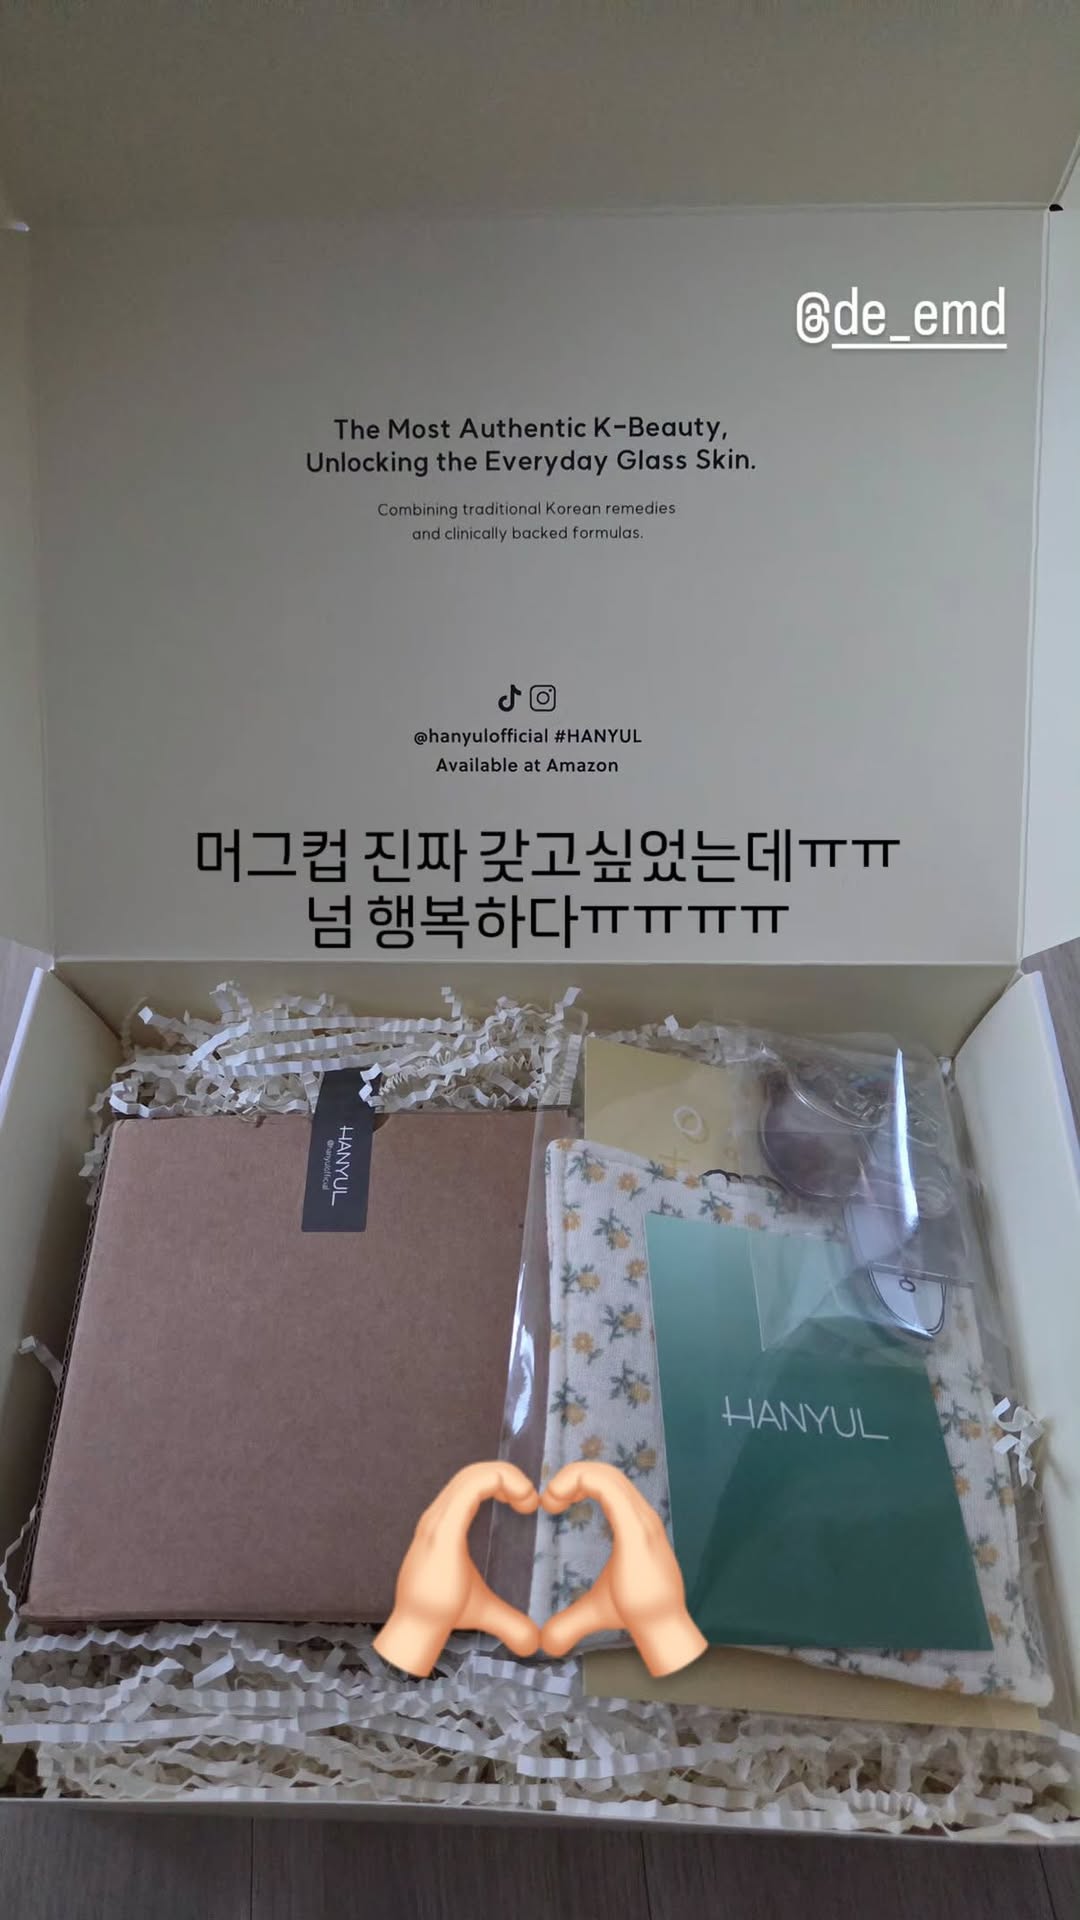 @de_emd
The Most Authentic K-Beauty,
Unlocking the Everyday Glass Skin.
Combining traditional Korean remedies
and clinically backed formulas.
@hanyulofficial #HANYUL
Available at Amazon
머그컵 진짜 갖고싶었는데ㅠㅠ
넘 행복하다ㅠㅠㅠㅠ
HANYUL
@hanyulofficial
HANYUL